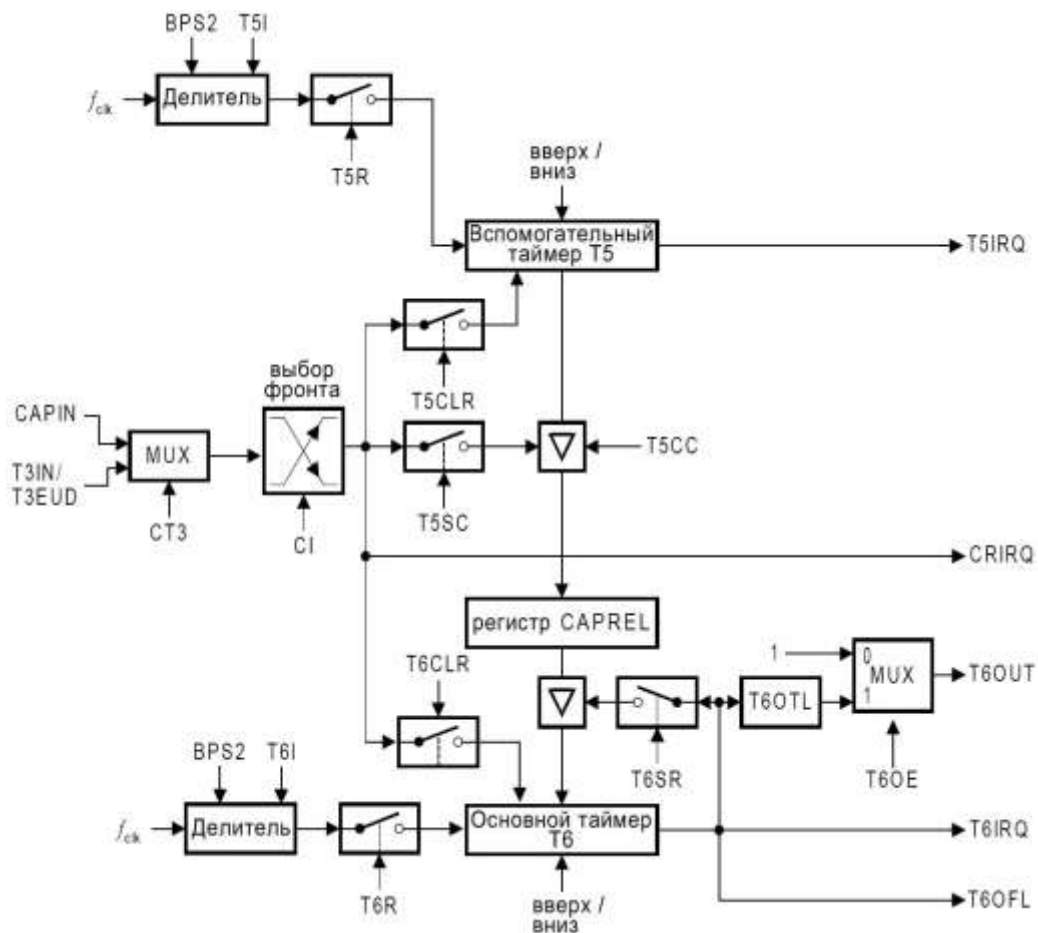 BPS2 T5I
fclk Делитель
T5R
вверх /
вниз
Вспомогательный
таймер T5
T5IRQ
T5CLR
выбор
фронта
CAPIN
T3IN/
T3EUD
MUX
CT3
CI
T5SC
T5CC
CRIRQ
регистр CAPREL
T6CLR
1
0
MUX
1
T6OUT
T6OTL
T6OE
T6SR
BPS2 T6I
fclk Делитель
T6R
Основной таймер
T6
T6IRQ
вверх /
вниз
T6OFL